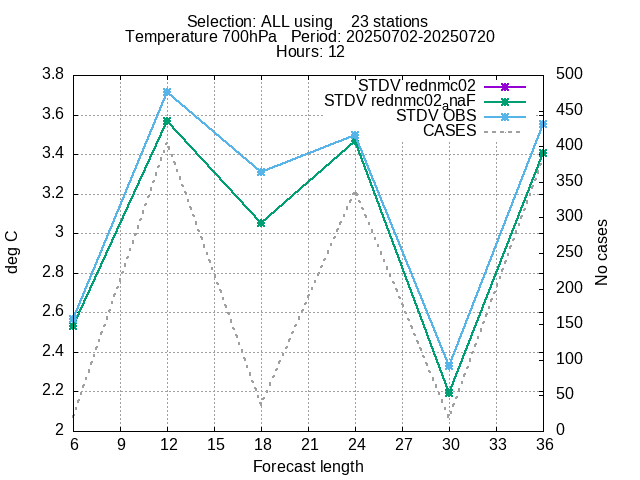 Selection: ALL using    23 stations
Temperature 700hPa   Period: 20250702-20250720
Hours: 12
STDV rednmc02
STDV rednmc02anaF
STDV OBS
CASES
3.8
3.6
3.4
3.2
3
2.8
2.6
2.4
2.2
2
deg C
500
450
400
350
300
250
200
150
100
50
0
No cases
6 9 12 15 18 21 24 27 30 33 36
Forecast length